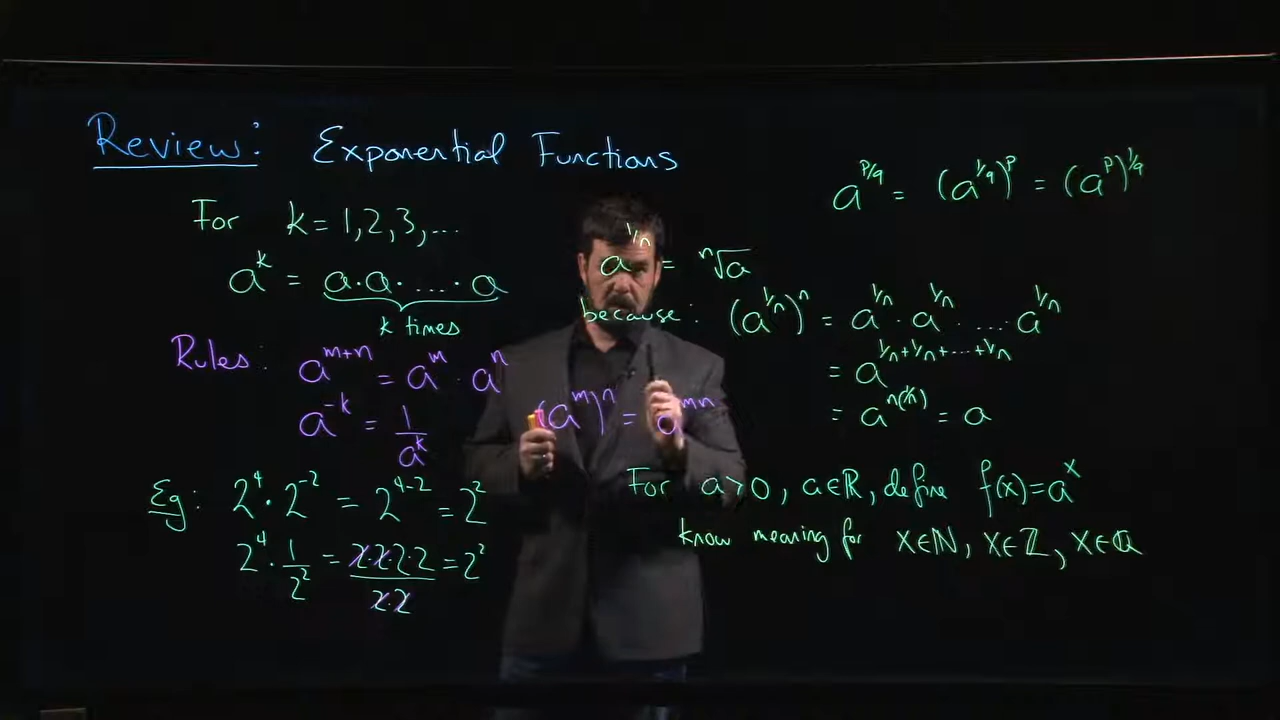 Review: Exponential Functions
For k = 1,2,3,...
a^k = a·a·....·a
k times
Rules: a^{m+n} = a^m · a^n
a^{-k} = 1/a^k
(a^m)^n = a^{mn}
Eg: 2^4 · 2^{-2} = 2^{4-2} = 2^2
2^4 · 1/2^2 = 2·2·2·2/2·2 = 2^2
a^{p/q} = (a^{1/q})^p = (a^p)^{1/q}
a^{1/n} = ⁿ√a
because: (a^{1/n})^n = a^{1/n} · a^{1/n} · .... a^{1/n}
= a^{1/n+1/n+...+1/n}
= a^{n(1/n)} = a
For a>0, a∈ℝ, define f(x)=a^x
know meaning for x∈ℕ, x∈ℤ, x∈ℚ